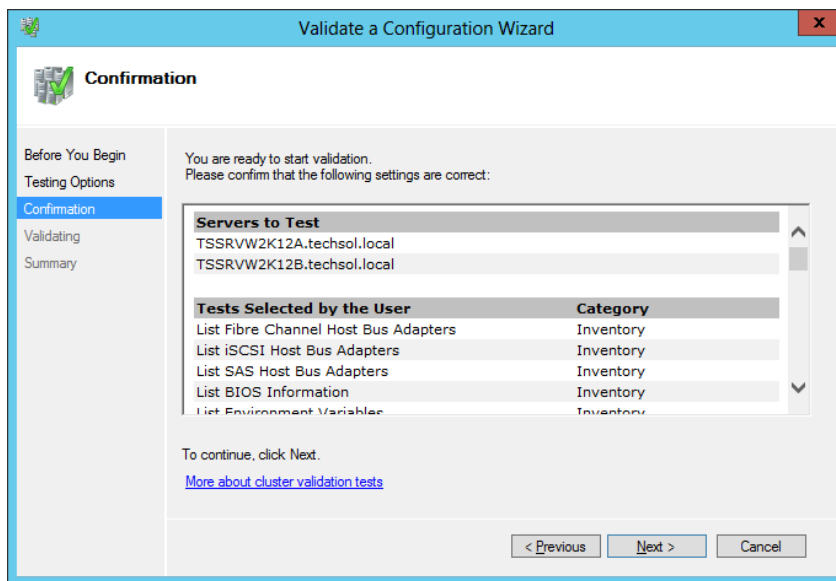 Validate a Configuration Wizard
x
Confirmation
Before You Begin
Testing Options
Confirmation
Validating
Summary
You are ready to start validation.
Please confirm that the following settings are correct:
Servers to Test
TSSRVW2K12A.techsol.local
TSSRVW2K12B.techsol.local
Tests Selected by the User Category
List Fibre Channel Host Bus Adapters Inventory
List iSCSI Host Bus Adapters Inventory
List SAS Host Bus Adapters Inventory
List BIOS Information Inventory
List Environment Variables Inventory
To continue, click Next.
More about cluster validation tests
< Previous Next > Cancel